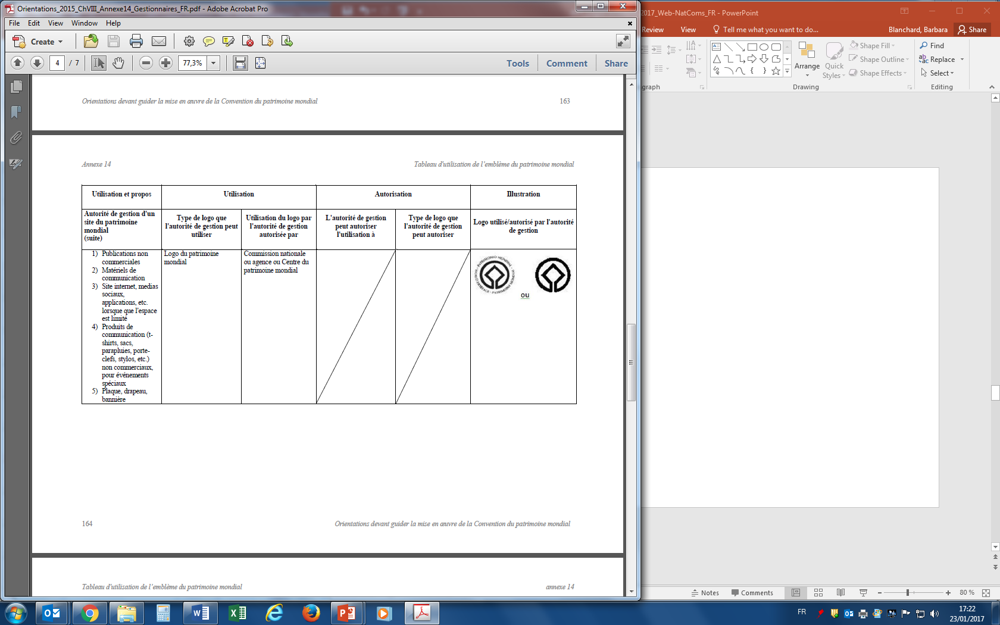 Orientations_2015_ChVIII_Annexe14_Gestionnaires_FR.pdf - Adobe Acrobat Pro
2017_Web-NatComs_FR - PowerPoint
File Edit View Window Help
Review View Tell me what you want to do... Blanchard, Barbara Share
Create
4 / 7 77,3% Tools Comment Share
Arrange
Quick
Styles
Shape Fill
Shape Outline
Shape Effects
Find
Replace
Select
graph Drawing Editing
Orientations devant guider la mise en œuvre de la Convention du patrimoine mondial 163
Annexe 14 Tableau d'utilisation de l'emblème du patrimoine mondial
Utilisation et propos Utilisation Autorisation Illustration
Autorité de gestion d'un
site du patrimoine
mondial
(suite)
Type de logo que
l'autorité de gestion peut
utiliser
Utilisation du logo par
l'autorité de gestion
autorisée par
L'autorité de gestion
peut autoriser
l'utilisation à
Type de logo que
l'autorité de gestion
peut autoriser
Logo utilisé/autorisé par l'autorité
de gestion
1) Publications non
commerciales
2) Matériels de
communication
3) Site internet, medias
sociaux,
applications, etc.
lorsque que l'espace
est limité
4) Produits de
communication (t-
shirts, sacs,
parapluies, porte-
clefs, stylos, etc.)
non commerciaux,
pour événements
spéciaux
5) Plaque, drapeau,
bannière
Logo du patrimoine
mondial
Commission nationale
ou agence ou Centre du
patrimoine mondial
WORLD HERITAGE · PATRIMOINE MONDIAL · PATRIMONIO MUNDIAL
ou
164 Orientations devant guider la mise en œuvre de la Convention du patrimoine mondial
Tableau d'utilisation de l'emblème du patrimoine mondial annexe 14
Notes Comments 80 %
FR 17:22
23/01/2017